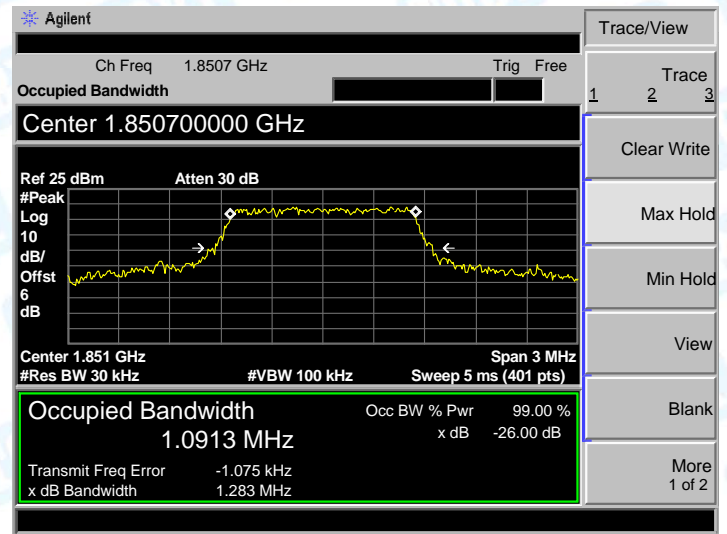 Agilent
Trace/View
Ch Freq 1.8507 GHz Trig Free
Occupied Bandwidth
Trace
1 2 3
Center 1.850700000 GHz
Clear Write
Ref 25 dBm Atten 30 dB
#Peak
Log
10
dB/
Offst
6
dB
Max Hold
Min Hold
View
Center 1.851 GHz Span 3 MHz
#Res BW 30 kHz #VBW 100 kHz Sweep 5 ms (401 pts)
Occupied Bandwidth Occ BW % Pwr 99.00 %
1.0913 MHz x dB -26.00 dB
Transmit Freq Error -1.075 kHz
x dB Bandwidth 1.283 MHz
Blank
More
1 of 2